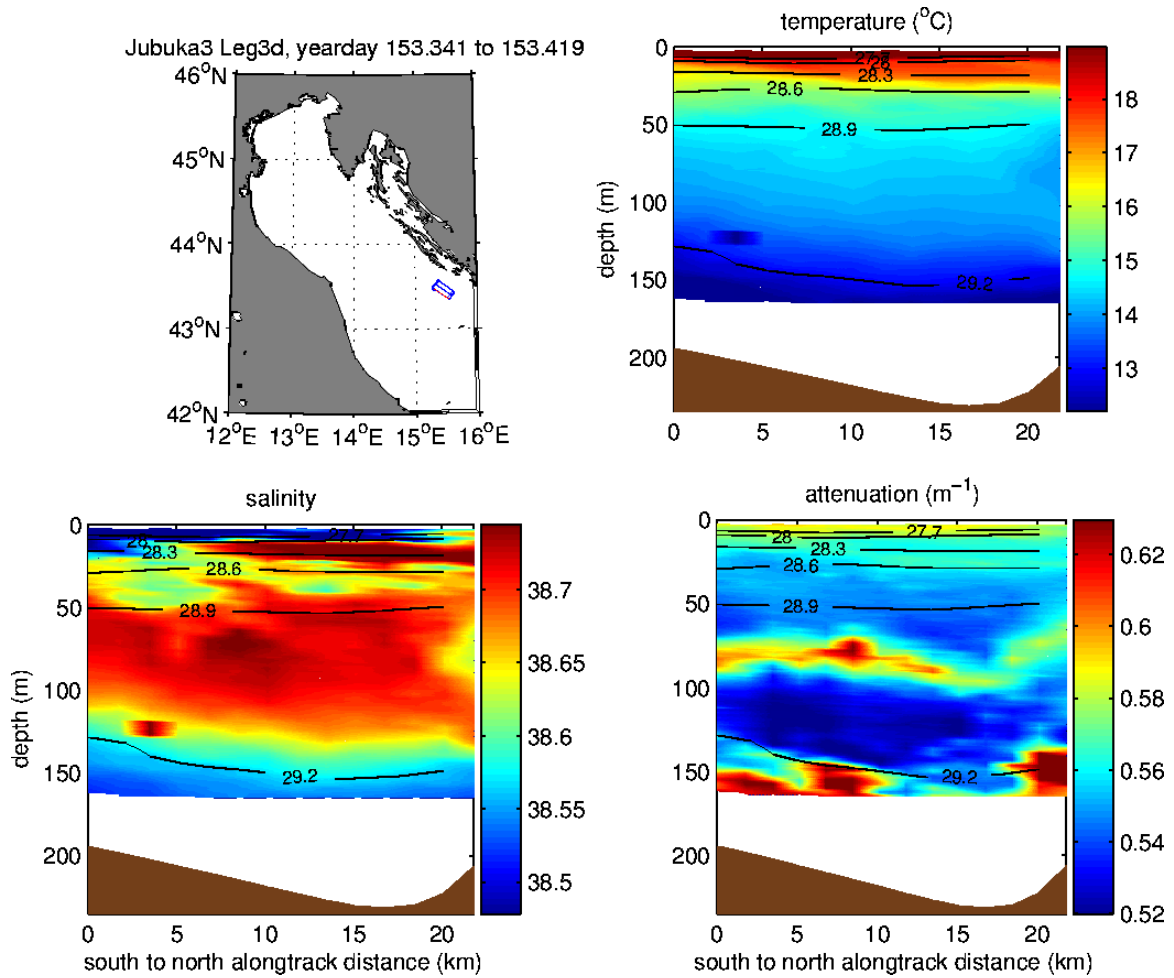 Jubuka3 Leg3d, yearday 153.341 to 153.419
46°N
45°N
44°N
43°N
42°N
12°E 13°E 14°E 15°E 16°E
temperature (°C)
depth (m)
0
50
100
150
200
0 5 10 15 20
28.3
28.6
28.9
29.2
18
17
16
15
14
13
salinity
depth (m)
0
50
100
150
200
0 5 10 15 20
south to north alongtrack distance (km)
28
27.7
28.3
28.6
28.9
29.2
38.7
38.65
38.6
38.55
38.5
attenuation (m⁻¹)
0
50
100
150
200
0 5 10 15 20
south to north alongtrack distance (km)
28
27.7
28.3
28.6
28.9
29.2
0.62
0.6
0.58
0.56
0.54
0.52